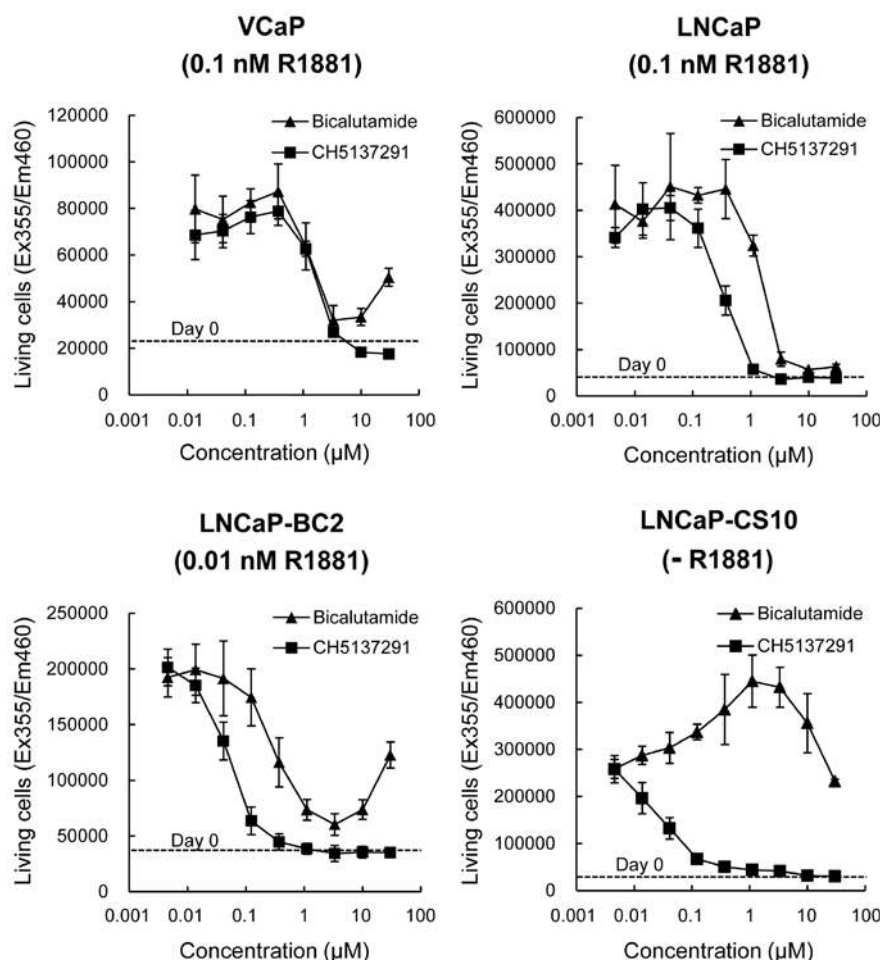 VCaP
(0.1 nM R1881)
Living cells (Ex355/Em460)
120000
100000
80000
60000
40000
20000
0
Bicalutamide
CH5137291
Day 0
0.001 0.01 0.1 1 10 100
Concentration (µM)
LNCaP
(0.1 nM R1881)
Living cells (Ex355/Em460)
600000
500000
400000
300000
200000
100000
0
Bicalutamide
CH5137291
Day 0
0.001 0.01 0.1 1 10 100
Concentration (µM)
LNCaP-BC2
(0.01 nM R1881)
Living cells (Ex355/Em460)
250000
200000
150000
100000
50000
0
Bicalutamide
CH5137291
Day 0
0.001 0.01 0.1 1 10 100
Concentration (µM)
LNCaP-CS10
(- R1881)
Living cells (Ex355/Em460)
600000
500000
400000
300000
200000
100000
0
Bicalutamide
CH5137291
Day 0
0.001 0.01 0.1 1 10 100
Concentration (µM)